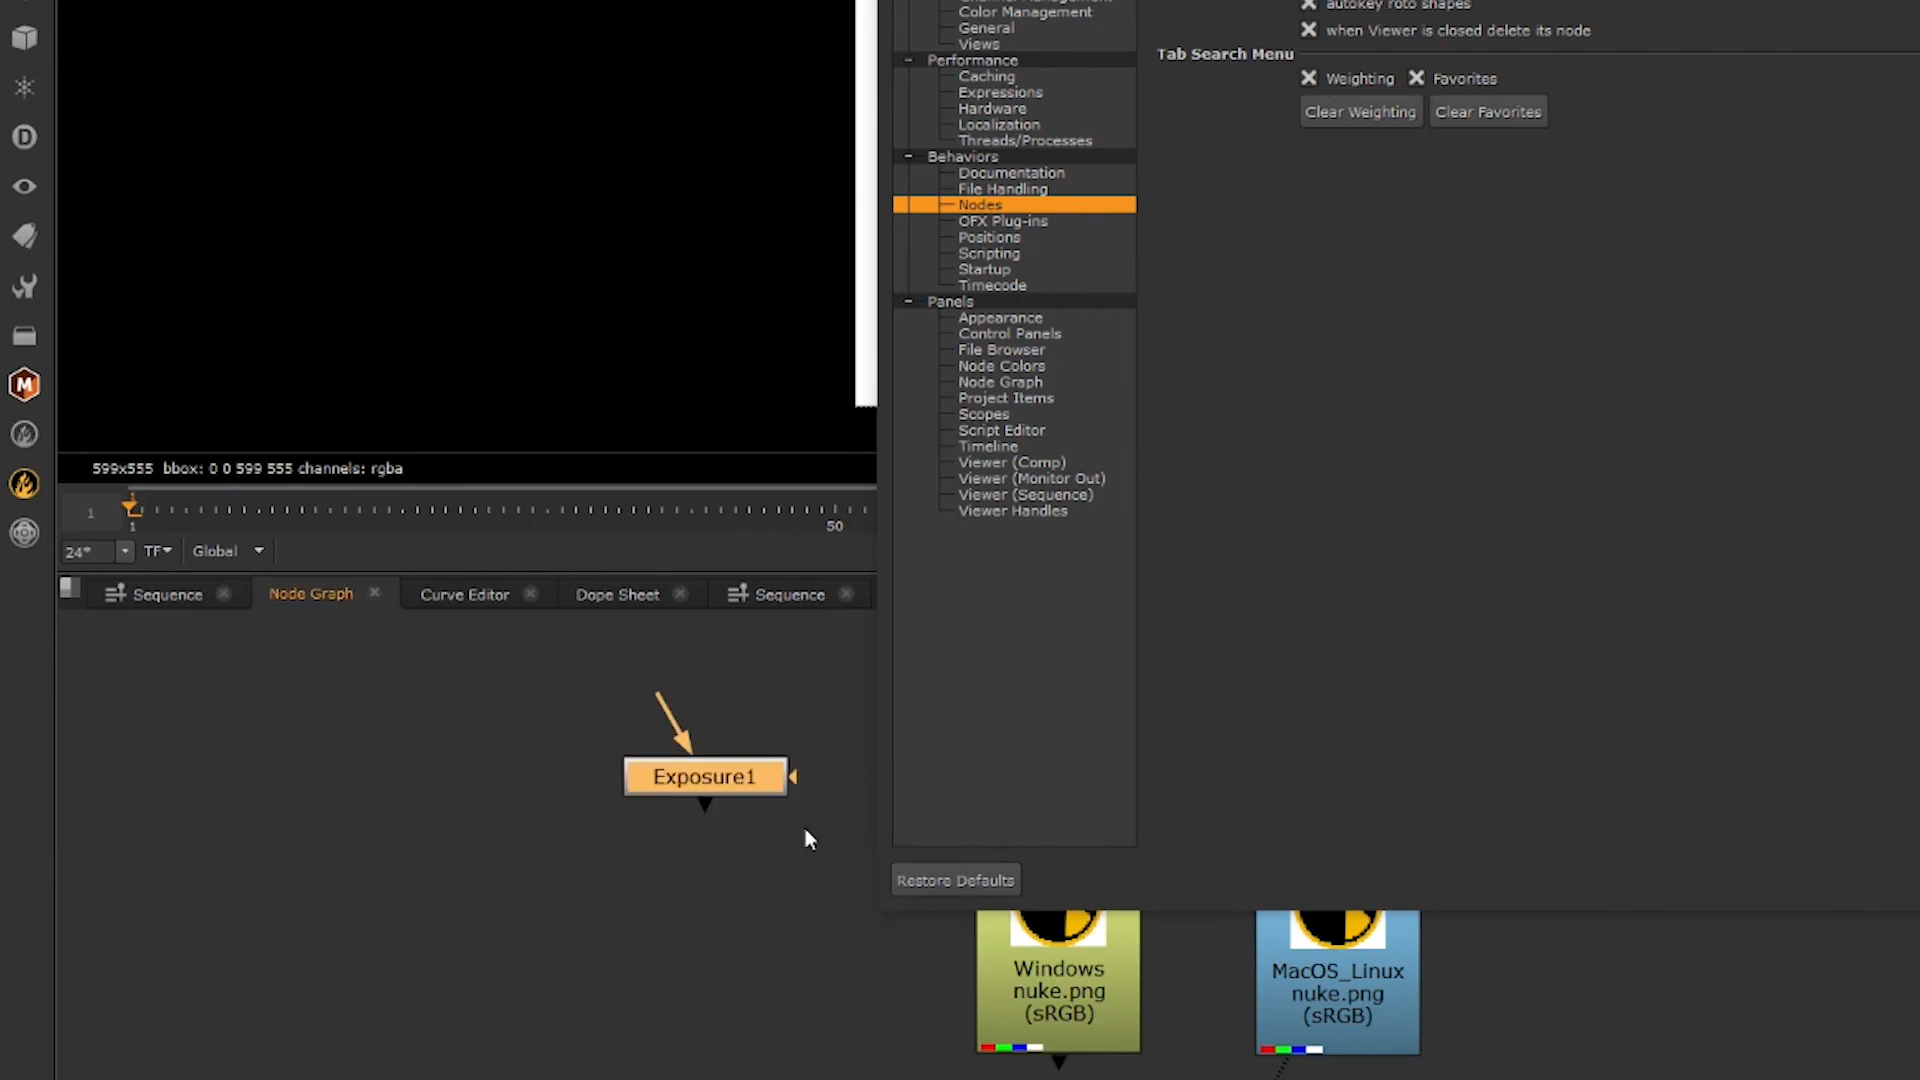 Channel Management
Color Management
General
Views
Performance
Caching
Expressions
Hardware
Localization
Threads/Processes
Behaviors
Documentation
File Handling
Nodes
OFX Plug-ins
Positions
Scripting
Startup
Timecode
Panels
Appearance
Control Panels
File Browser
Node Colors
Node Graph
Project Items
Scopes
Script Editor
Timeline
Viewer (Comp)
Viewer (Monitor Out)
Viewer (Sequence)
Viewer Handles
Restore Defaults
autokey roto shapes
when Viewer is closed delete its node
Tab Search Menu
Weighting Favorites
Clear Weighting Clear Favorites
D
M
599x555 bbox: 0 0 599 555 channels: rgba
1
1
1 50
24* TF Global
Sequence Node Graph Curve Editor Dope Sheet Sequence
Exposure1
Windows
nuke.png
(sRGB)
MacOS_Linux
nuke.png
(sRGB)